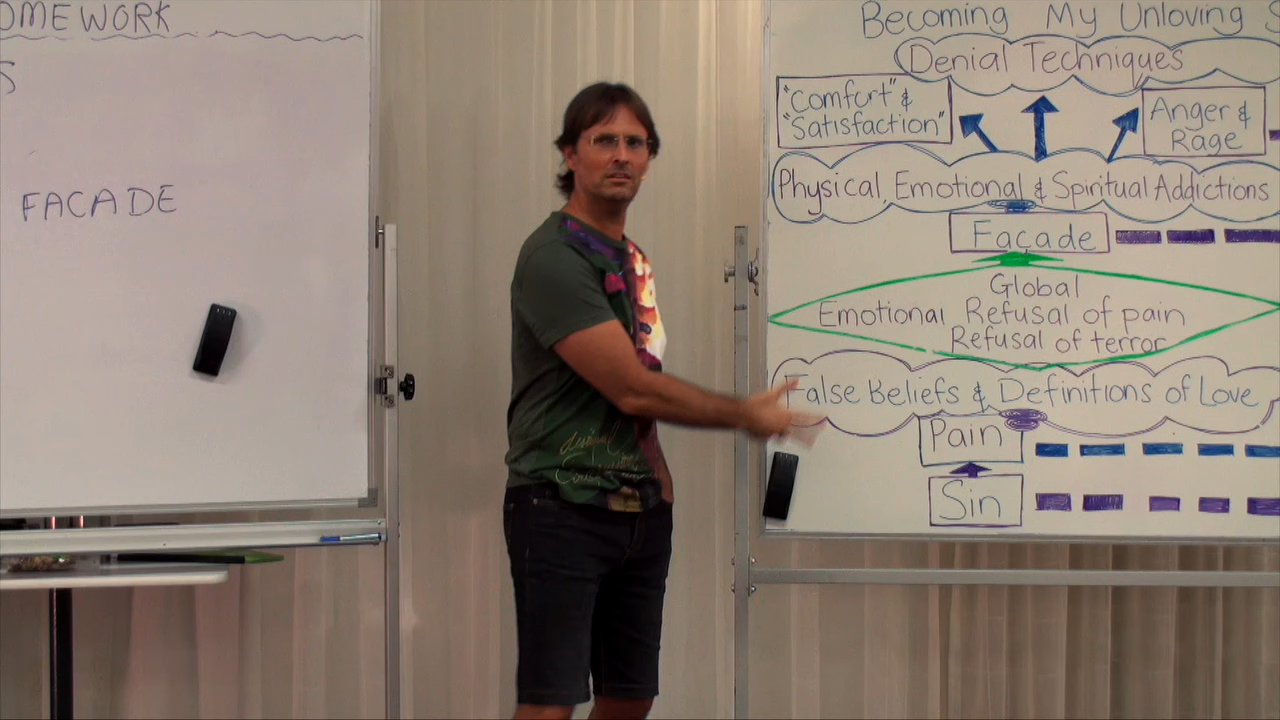 OMEWORK
S
FACADE
Becoming My Unloving S
Denial Techniques
"Comfort" &
"Satisfaction"
Anger &
Rage
Physical, Emotional & Spiritual Addictions
Façade
Global
Emotional Refusal of pain
Refusal of terror
False Beliefs & Definitions of Love
Pain
Sin
desigual